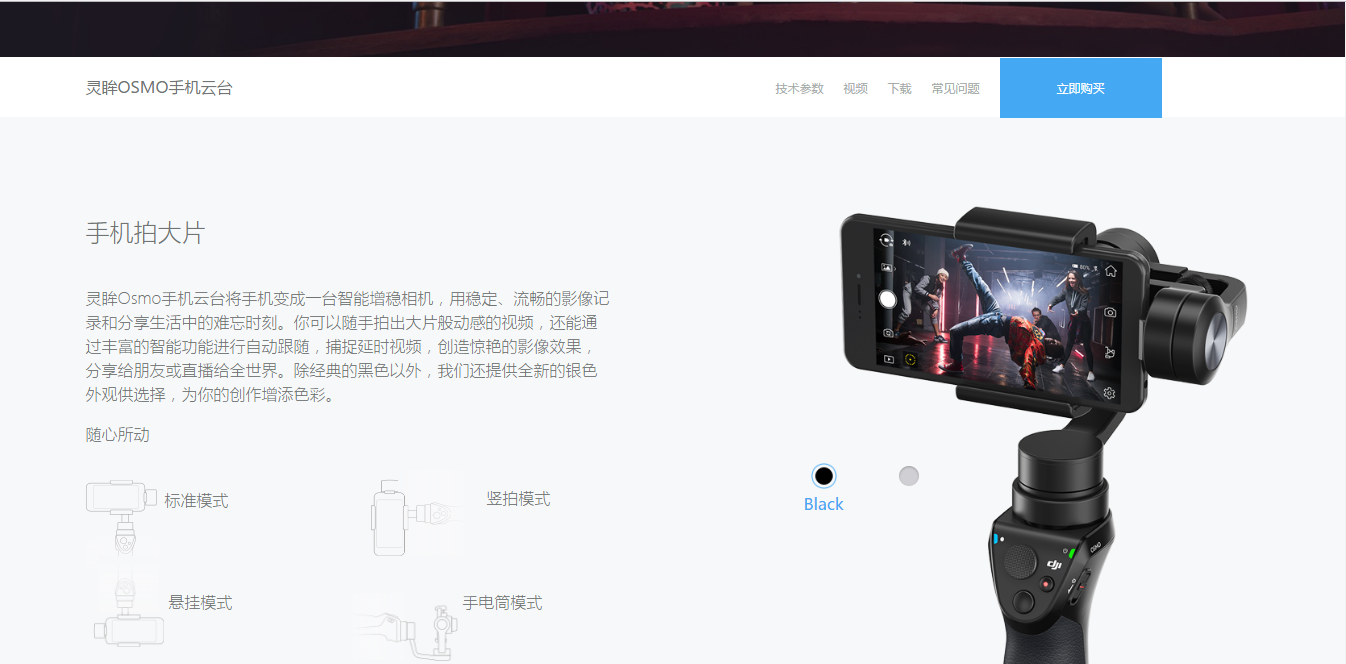 灵眸OSMO手机云台
技术参数 视频 下载 常见问题 立即购买
手机拍大片
灵眸Osmo手机云台将手机变成一台智能增稳相机，用稳定、流畅的影像记
录和分享生活中的难忘时刻。你可以随手拍出大片般动感的视频，还能通
过丰富的智能功能进行自动跟随，捕捉延时视频，创造惊艳的影像效果，
分享给朋友或直播给全世界。除经典的黑色以外，我们还提供全新的银色
外观供选择，为你的创作增添色彩。
随心所动
标准模式
竖拍模式
悬挂模式
手电筒模式
80%
Black
OSMO
dji